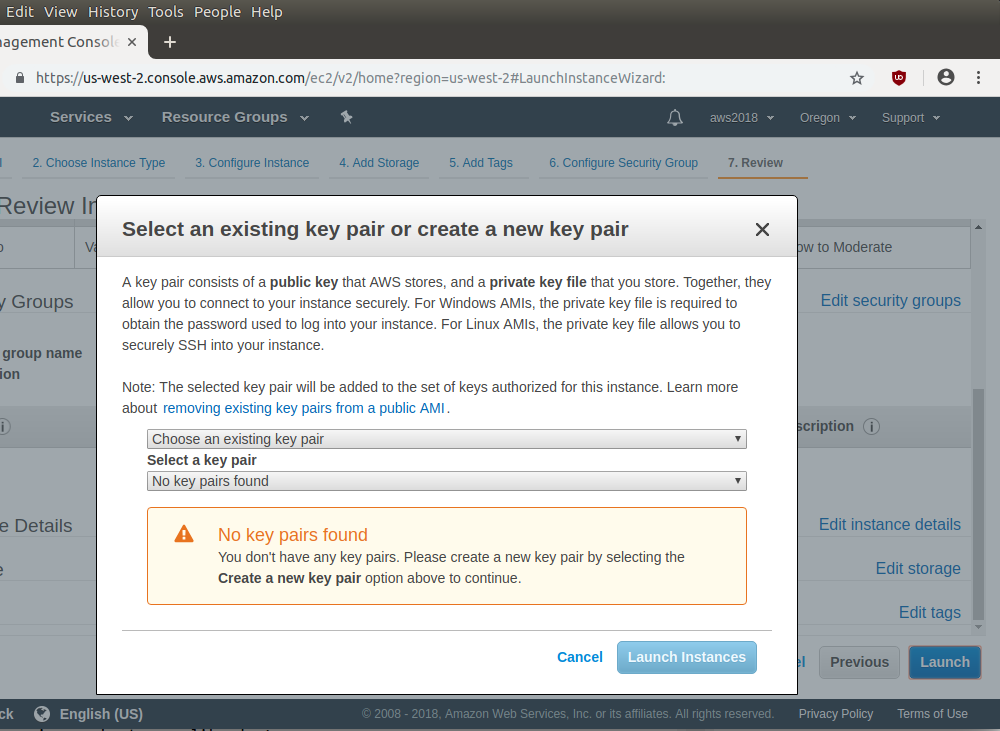 Edit View History Tools People Help
nagement Consol
https://us-west-2.console.aws.amazon.com/ec2/v2/home?region=us-west-2#LaunchInstanceWizard:
Services Resource Groups aws2018 Oregon Support
2. Choose Instance Type 3. Configure Instance 4. Add Storage 5. Add Tags 6. Configure Security Group 7. Review
Review In
Select an existing key pair or create a new key pair
ow to Moderate
A key pair consists of a public key that AWS stores, and a private key file that you store. Together, they
allow you to connect to your instance securely. For Windows AMIs, the private key file is required to
obtain the password used to log into your instance. For Linux AMIs, the private key file allows you to
securely SSH into your instance.
y Groups
Edit security groups
group name
ion
Note: The selected key pair will be added to the set of keys authorized for this instance. Learn more
about removing existing key pairs from a public AMI.
scription
Choose an existing key pair
Select a key pair
No key pairs found
No key pairs found
You don't have any key pairs. Please create a new key pair by selecting the
Create a new key pair option above to continue.
e Details
Edit instance details
e
Edit storage
Edit tags
Cancel Launch Instances
el Previous Launch
ck English (US) © 2008 - 2018, Amazon Web Services, Inc. or its affiliates. All rights reserved. Privacy Policy Terms of Use